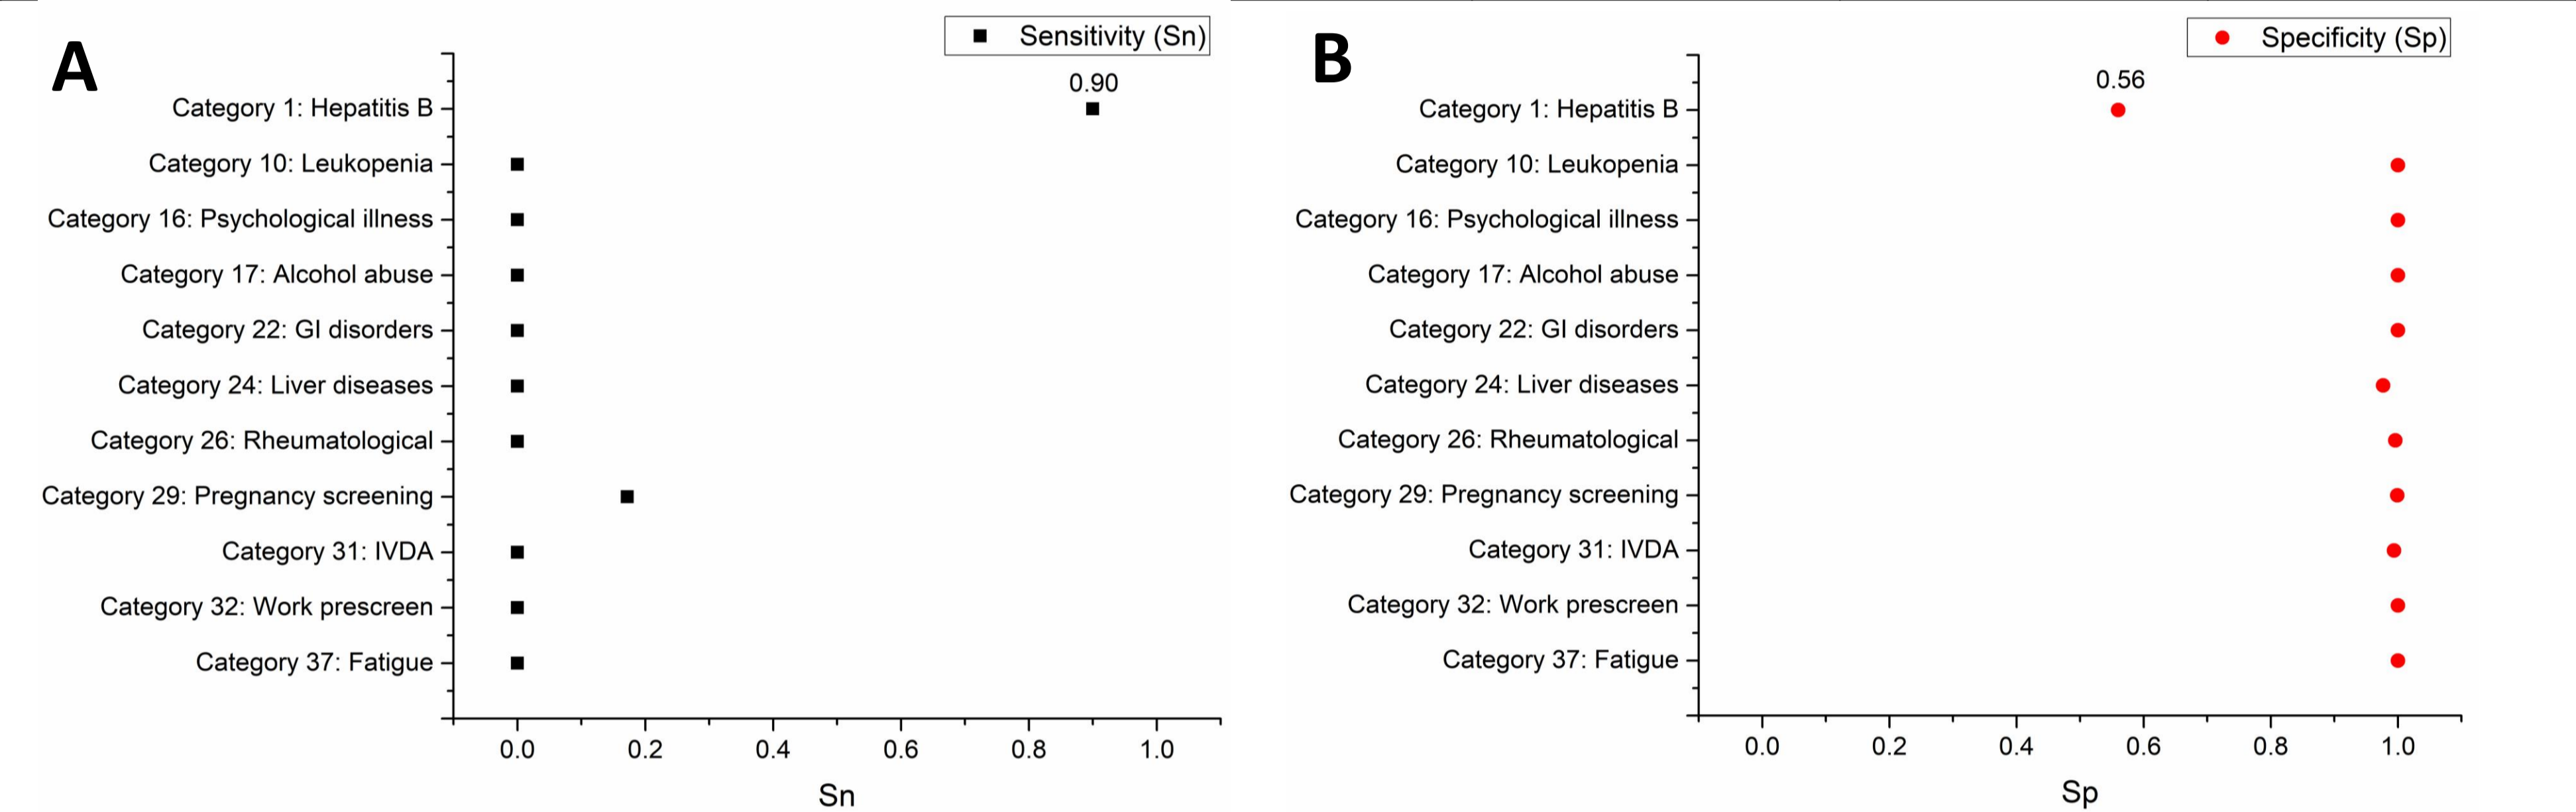 A
Sensitivity (Sn)
0.90
Category 1: Hepatitis B
Category 10: Leukopenia
Category 16: Psychological illness
Category 17: Alcohol abuse
Category 22: GI disorders
Category 24: Liver diseases
Category 26: Rheumatological
Category 29: Pregnancy screening
Category 31: IVDA
Category 32: Work prescreen
Category 37: Fatigue
0.0 0.2 0.4 0.6 0.8 1.0
Sn
B
Specificity (Sp)
0.56
Category 1: Hepatitis B
Category 10: Leukopenia
Category 16: Psychological illness
Category 17: Alcohol abuse
Category 22: GI disorders
Category 24: Liver diseases
Category 26: Rheumatological
Category 29: Pregnancy screening
Category 31: IVDA
Category 32: Work prescreen
Category 37: Fatigue
0.0 0.2 0.4 0.6 0.8 1.0
Sp